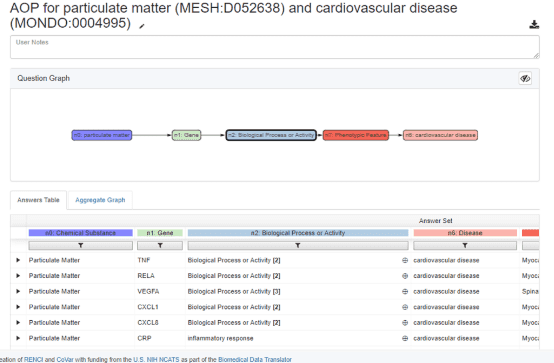 AOP for particulate matter (MESH:D052638) and cardiovascular disease
(MONDO:0004995)
User Notes
Question Graph
n0: particulate matter
n1: Gene
n2: Biological Process or Activity
n7: Phenotypic Feature
n6: cardiovascular disease
Answers Table Aggregate Graph
Answer Set
n0: Chemical Substance n1: Gene n2: Biological Process or Activity n6: Disease
Particulate Matter TNF Biological Process or Activity [2] cardiovascular disease Myoca
Particulate Matter RELA Biological Process or Activity [2] cardiovascular disease Myoca
Particulate Matter VEGFA Biological Process or Activity [3] cardiovascular disease Spina
Particulate Matter CXCL1 Biological Process or Activity [2] cardiovascular disease Myoca
Particulate Matter CXCL8 Biological Process or Activity [2] cardiovascular disease Myoca
Particulate Matter CRP inflammatory response cardiovascular disease Myoca
eation of RENCI and CoVar with funding from the U.S. NIH NCATS as part of the Biomedical Data Translator